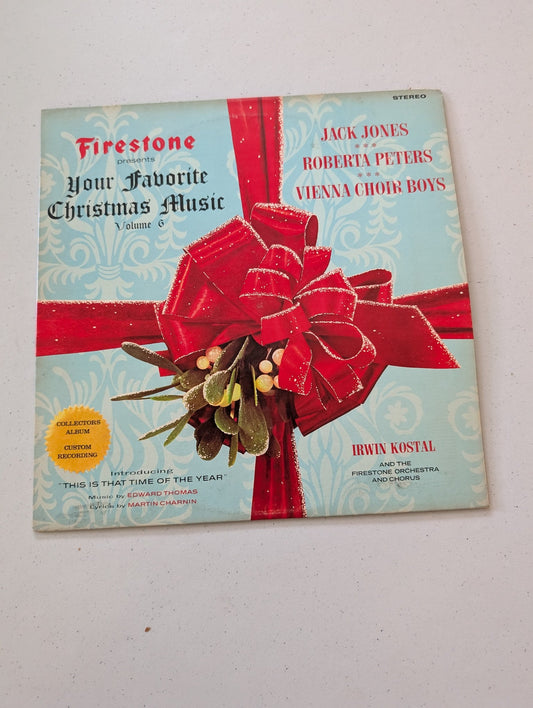 STEREO
Firestone
presents
Your Favorite
Christmas Music
Volume 6
JACK JONES
***
ROBERTA PETERS
***
VIENNA CHOIR BOYS
COLLECTORS
ALBUM
CUSTOM
RECORDING
Introducing
"THIS IS THAT TIME OF THE YEAR"
Music by EDWARD THOMAS
Lyrics by MARTIN CHARNIN
IRWIN KOSTAL
AND THE
FIRESTONE ORCHESTRA
AND CHORUS